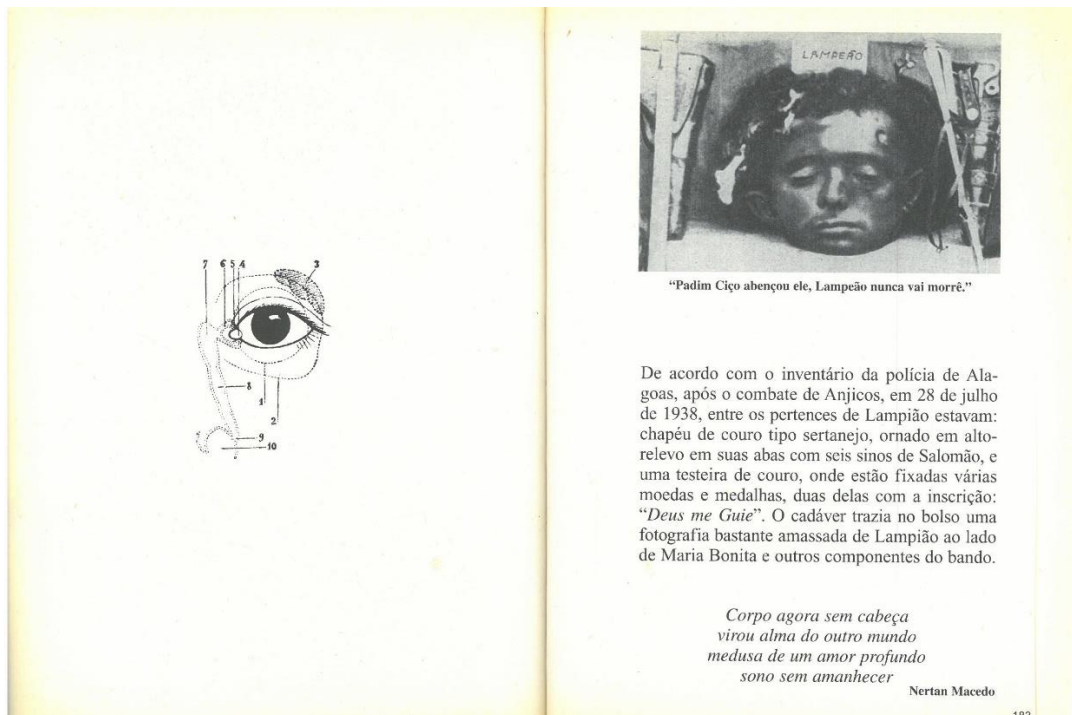 7 6 5 4 3
8
1
2
9
10
LAMPEÃO
“Padim Ciço abençou ele, Lampeão nunca vai morrê.”
De acordo com o inventário da polícia de Ala-
goas, após o combate de Anjicos, em 28 de julho
de 1938, entre os pertences de Lampião estavam:
chapéu de couro tipo sertanejo, ornado em alto-
relevo em suas abas com seis sinos de Salomão, e
uma testeira de couro, onde estão fixadas várias
moedas e medalhas, duas delas com a inscrição:
“Deus me Guie”. O cadáver trazia no bolso uma
fotografia bastante amassada de Lampião ao lado
de Maria Bonita e outros componentes do bando.
Corpo agora sem cabeça
virou alma do outro mundo
medusa de um amor profundo
sono sem amanhecer
Nertan Macedo